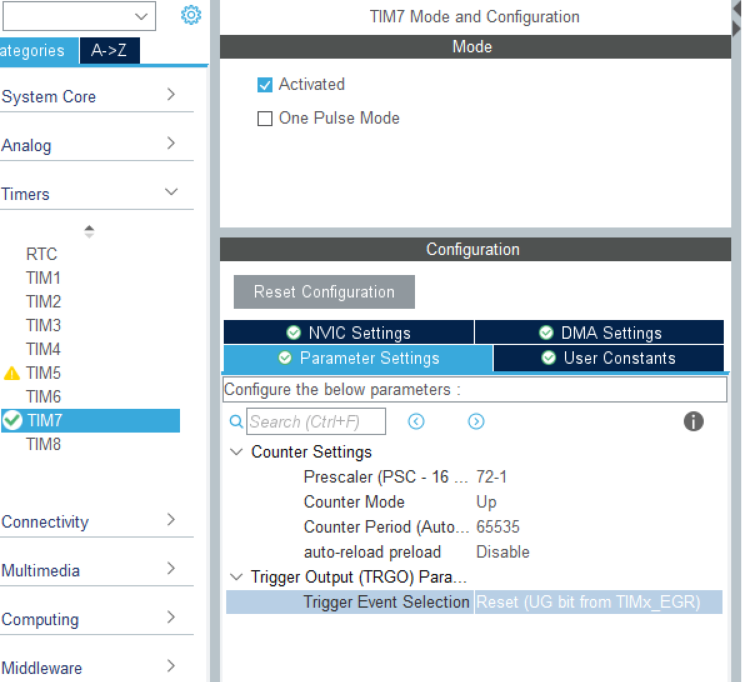 ategories A->Z
System Core
Analog
Timers
RTC
TIM1
TIM2
TIM3
TIM4
TIM5
TIM6
TIM7
TIM8
Connectivity
Multimedia
Computing
Middleware
TIM7 Mode and Configuration
Mode
Activated
One Pulse Mode
Configuration
Reset Configuration
NVIC Settings DMA Settings
Parameter Settings User Constants
Configure the below parameters :
Search (Ctrl+F)
Counter Settings
Prescaler (PSC - 16 ... 72-1
Counter Mode Up
Counter Period (Auto... 65535
auto-reload preload Disable
Trigger Output (TRGO) Para...
Trigger Event Selection Reset (UG bit from TIMx_EGR)